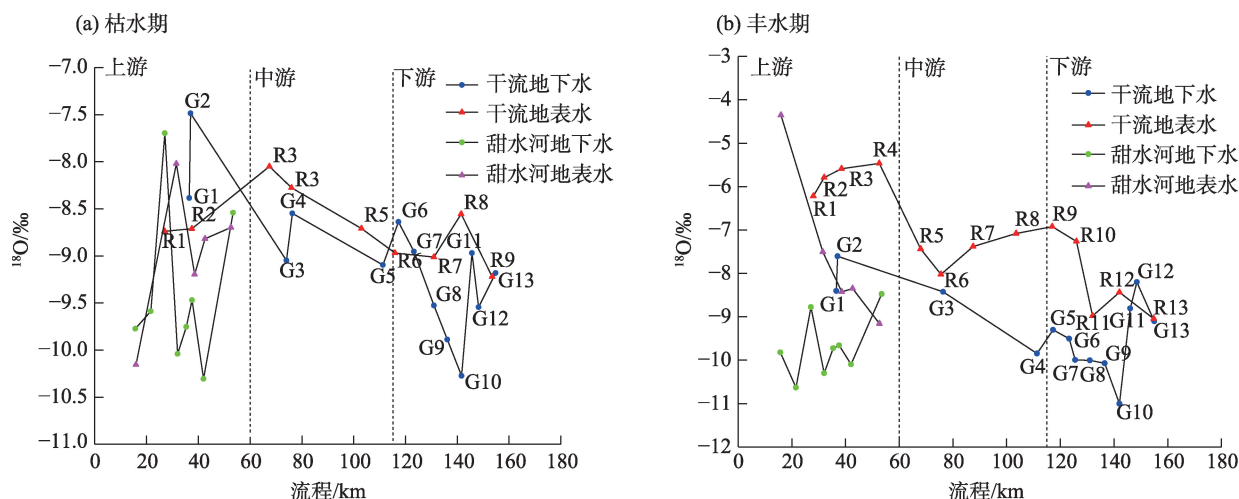 (a) 枯水期
−7.0
−7.5
−8.0
−8.5
−9.0
−9.5
−10.0
−10.5
−11.0
¹⁸O/‰
0 20 40 60 80 100 120 140 160 180
流程/km
上游 中游 下游
干流地下水
干流地表水
甜水河地下水
甜水河地表水
G2
G1
R2
R1
R3
R3
G4
G3
R5
G5
G6
R6
G7
R7
G8
G9
G10
G11
R8
G12
R9
G13
(b) 丰水期
−3
−4
−5
−6
−7
−8
−9
−10
−11
−12
¹⁸O/‰
0 20 40 60 80 100 120 140 160 180
流程/km
上游 中游 下游
干流地下水
干流地表水
甜水河地下水
甜水河地表水
R1
R2
R3
R4
G2
G1
R5
R6
G3
R7
R8
R9
R10
G4
G5
G6
G7
G8
G9
G10
R11
G11
R12
G12
R13
G13